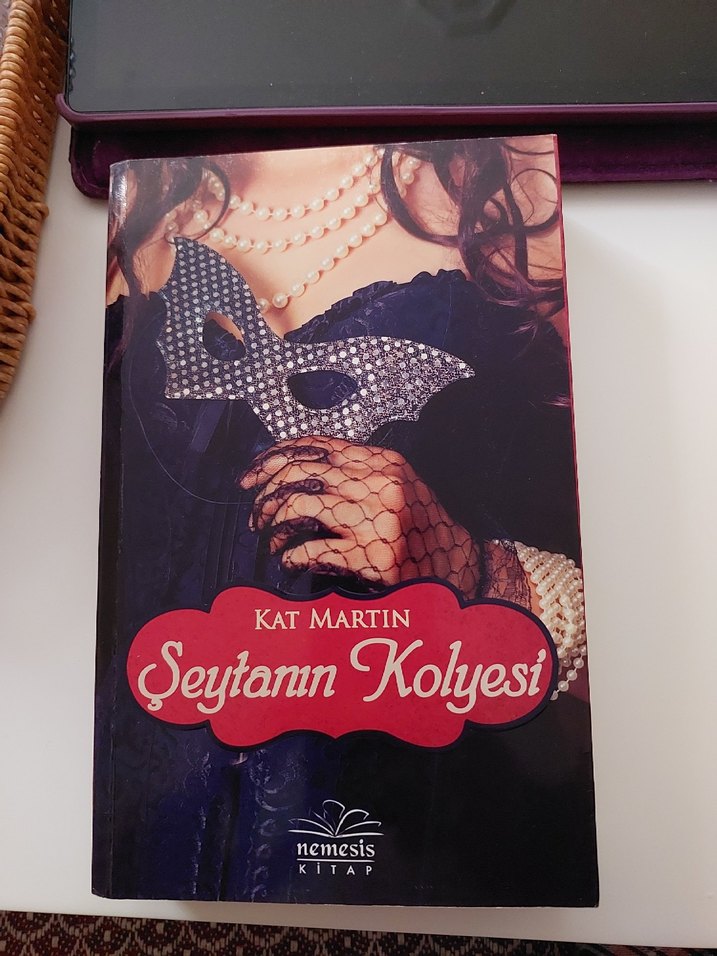 KAT MARTIN
Şeytanın Kolyesi
nemesis
KİTAP